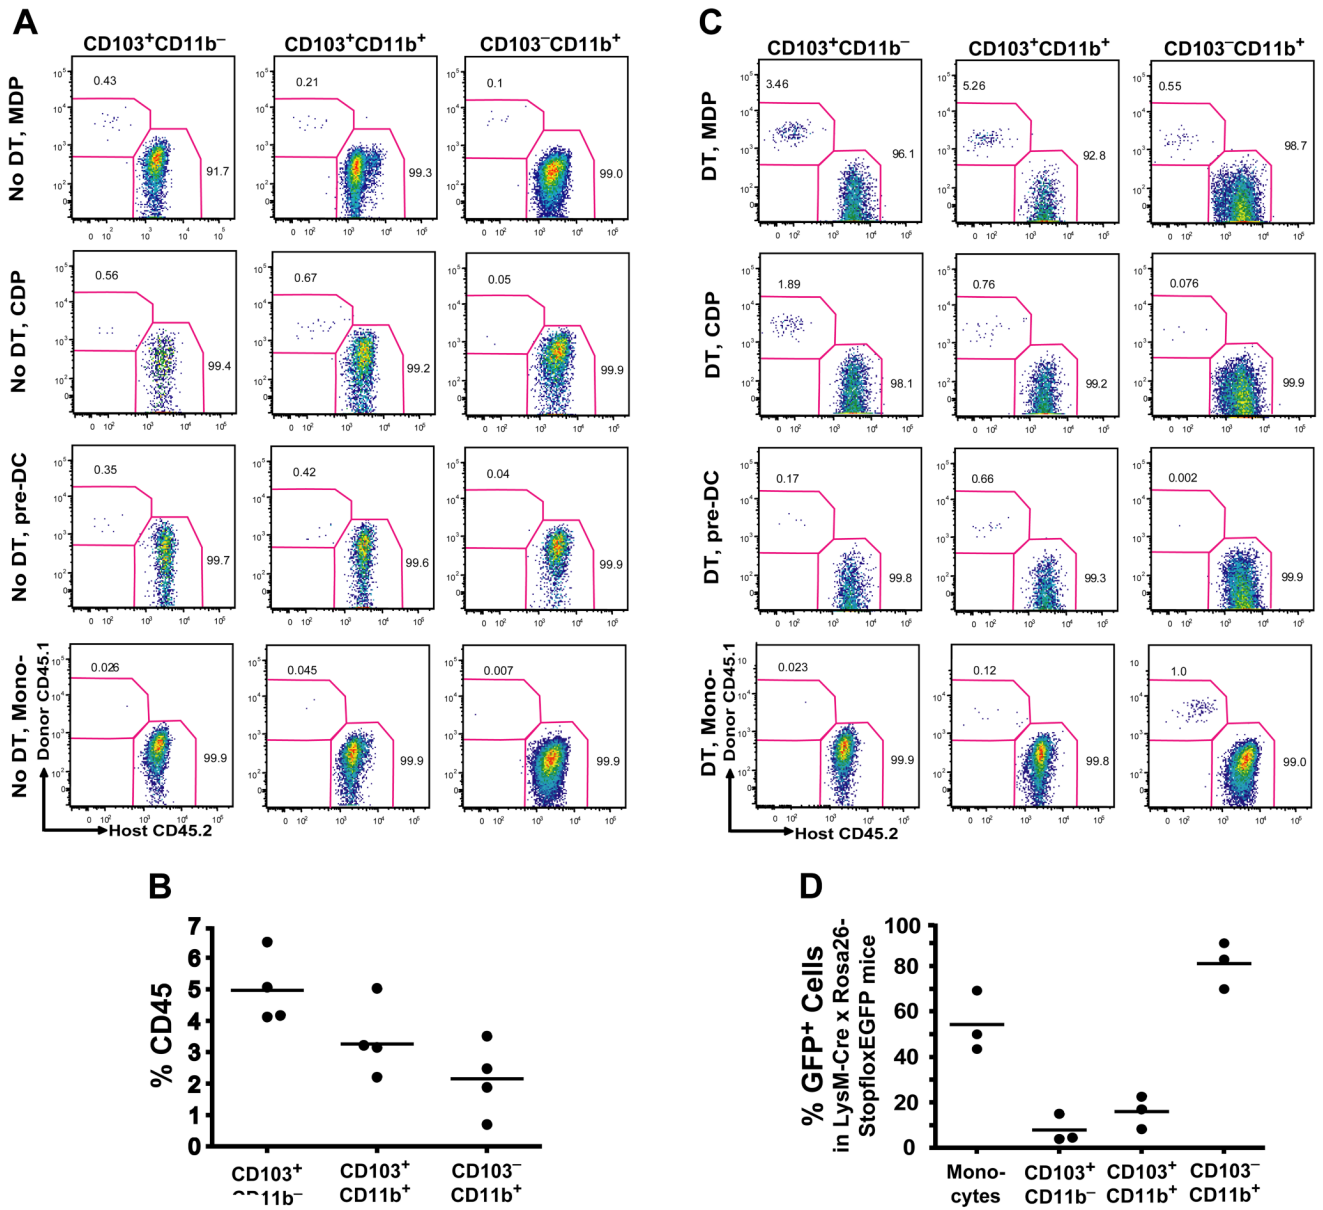 A
CD103+CD11b– CD103+CD11b+ CD103–CD11b+
No DT, MDP
0.43 91.7
0.21 99.3
0.1 99.0
No DT, CDP
0.56 99.4
0.67 99.2
0.05 99.9
No DT, pre-DC
0.35 99.7
0.42 99.6
0.04 99.9
No DT, Mono-
0.026 99.9
0.045 99.9
0.007 99.9
Donor CD45.1
Host CD45.2
C
CD103+CD11b– CD103+CD11b+ CD103–CD11b+
DT, MDP
3.46 96.1
5.26 92.8
0.55 98.7
DT, CDP
1.89 98.1
0.76 99.2
0.076 99.9
DT, pre-DC
0.17 99.8
0.66 99.3
0.002 99.9
DT, Mono-
0.023 99.9
0.12 99.8
1.0 99.0
Donor CD45.1
Host CD45.2
B
% CD45
7
6
5
4
3
2
1
0
CD103+ CD103+ CD103–
CD11b– CD11b+ CD11b+
D
% GFP+ Cells
in LysM-Cre x Rosa26-
StopfloxEGFP mice
100
80
60
40
20
0
Mono- CD103+ CD103+ CD103–
cytes CD11b– CD11b+ CD11b+